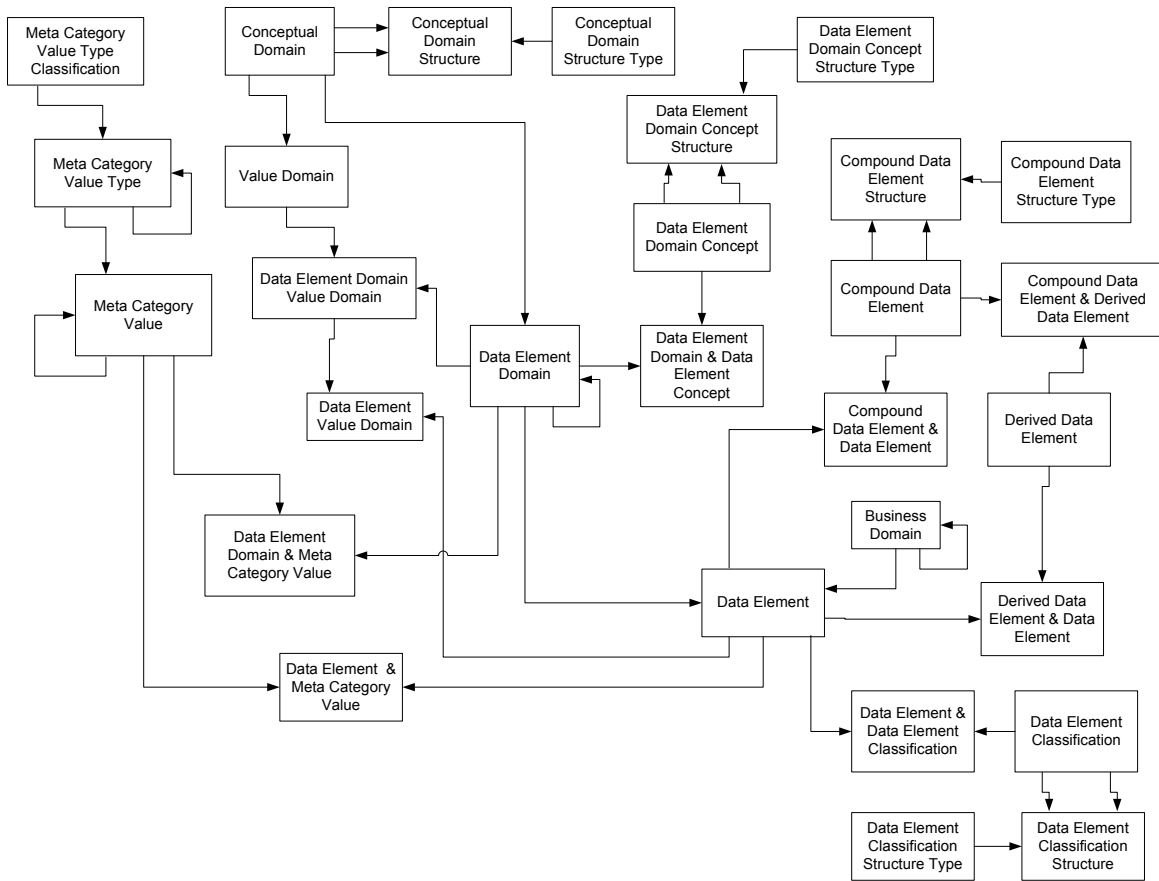 Meta Category
Value Type
Classification
Conceptual
Domain
Conceptual
Domain
Structure
Conceptual
Domain
Structure Type
Data Element
Domain Concept
Structure Type
Data Element
Domain Concept
Structure
Meta Category
Value Type
Value Domain
Compound Data
Element
Structure
Compound Data
Element
Structure Type
Data Element
Domain Concept
Data Element Domain
Value Domain
Compound Data
Element
Compound Data
Element & Derived
Data Element
Meta Category
Value
Data Element
Domain
Data Element
Domain & Data
Element
Concept
Data Element
Value Domain
Compound
Data Element &
Data Element
Derived Data
Element
Data Element
Domain & Meta
Category Value
Business
Domain
Data Element
Derived Data
Element & Data
Element
Data Element  &
Meta Category
Value
Data Element &
Data Element
Classification
Data Element
Classification
Data Element
Classification
Structure Type
Data Element
Classification
Structure